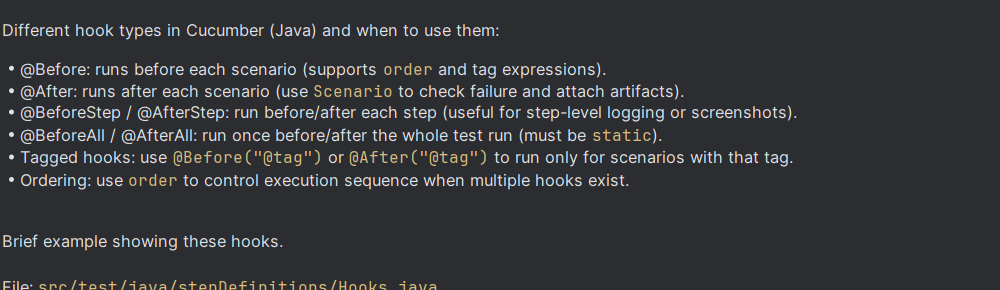 Different hook types in Cucumber (Java) and when to use them:
• @Before: runs before each scenario (supports order and tag expressions).
• @After: runs after each scenario (use Scenario to check failure and attach artifacts).
• @BeforeStep / @AfterStep: run before/after each step (useful for step-level logging or screenshots).
• @BeforeAll / @AfterAll: run once before/after the whole test run (must be static).
• Tagged hooks: use @Before("@tag") or @After("@tag") to run only for scenarios with that tag.
• Ordering: use order to control execution sequence when multiple hooks exist.
Brief example showing these hooks.
File: src/test/java/stepDefinitions/Hooks.java